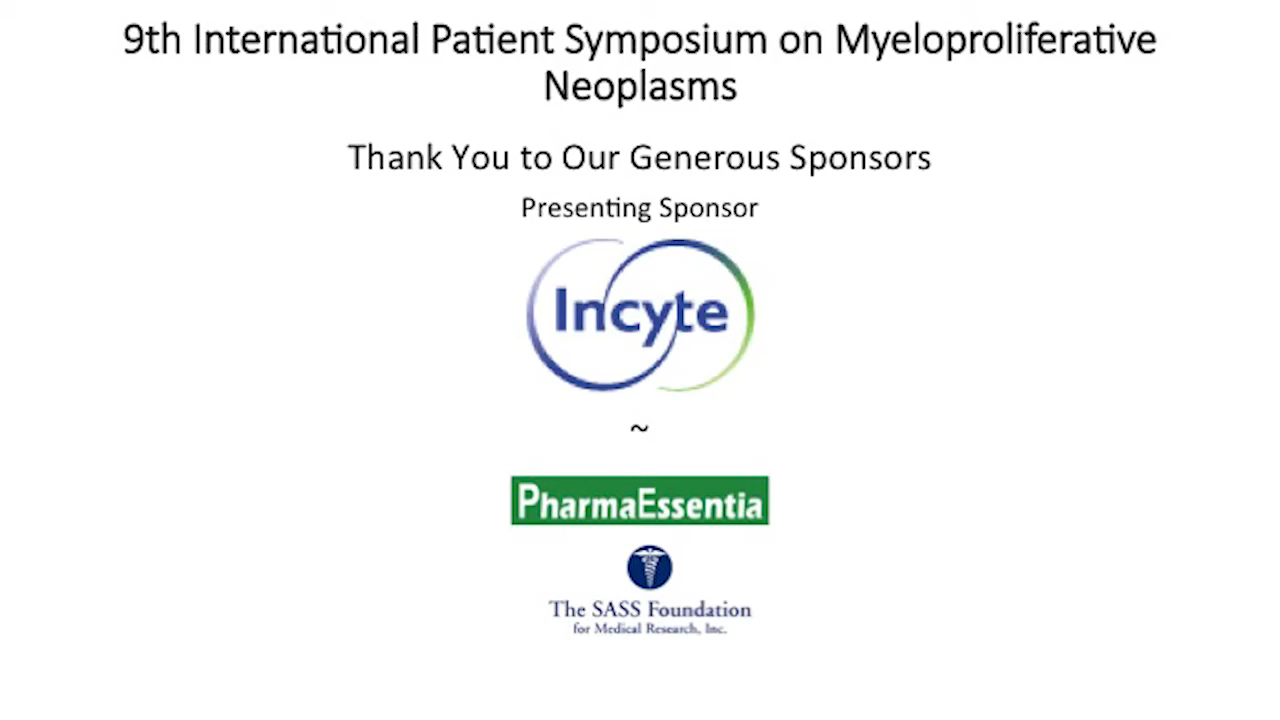 9th International Patient Symposium on Myeloproliferative
Neoplasms
Thank You to Our Generous Sponsors
Presenting Sponsor
Incyte
~
PharmaEssentia
The SASS Foundation
for Medical Research, Inc.